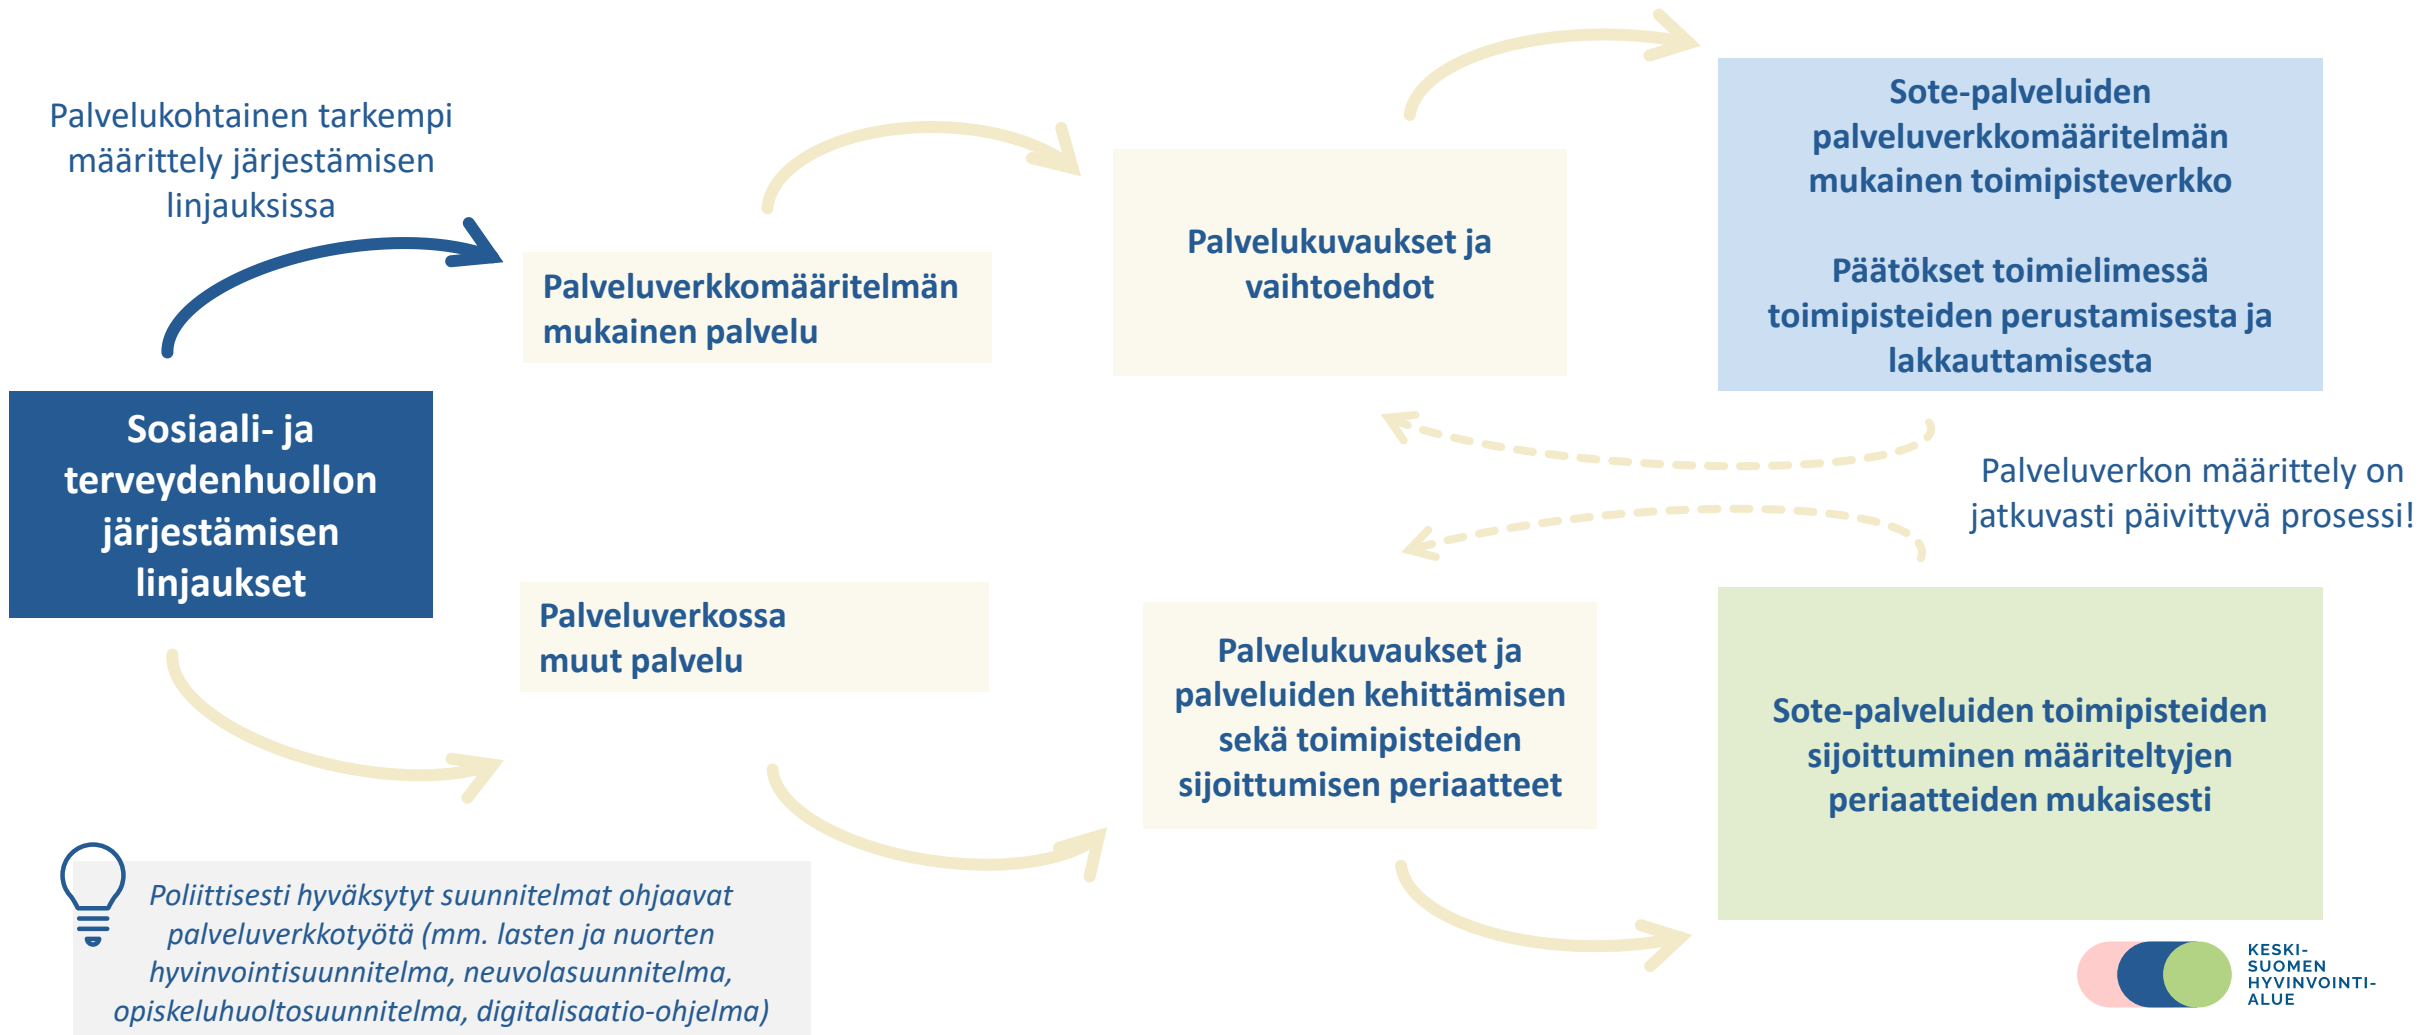 Palvelukohtainen tarkempi
määrittely järjestämisen
linjauksissa
Sosiaali- ja
terveydenhuollon
järjestämisen
linjaukset
Palveluverkkomääritelmän
mukainen palvelu
Palvelukuvaukset ja
vaihtoehdot
Sote-palveluiden
palveluverkkomääritelmän
mukainen toimipisteverkko
Päätökset toimielimessä
toimipisteiden perustamisesta ja
lakkauttamisesta
Palveluverkon määrittely on
jatkuvasti päivittyvä prosessi!
Palveluverkossa
muut palvelu
Palvelukuvaukset ja
palveluiden kehittämisen
sekä toimipisteiden
sijoittumisen periaatteet
Sote-palveluiden toimipisteiden
sijoittuminen määriteltyjen
periaatteiden mukaisesti
Poliittisesti hyväksytyt suunnitelmat ohjaavat
palveluverkkotyötä (mm. lasten ja nuorten
hyvinvointisuunnitelma, neuvolasuunnitelma,
opiskeluhuoltosuunnitelma, digitalisaatio-ohjelma)
KESKI-
SUOMEN
HYVINVOINTI-
ALUE